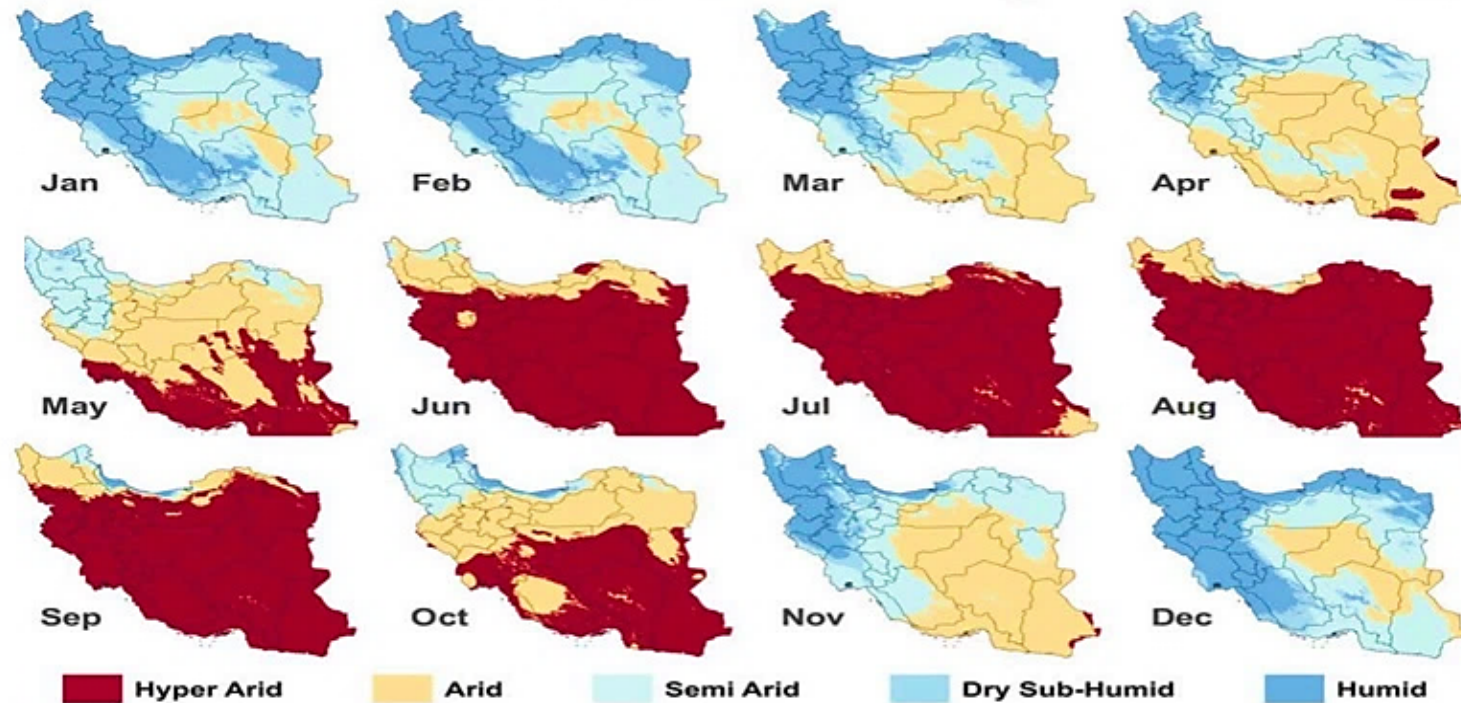 Jan Feb Mar Apr
May Jun Jul Aug
Sep Oct Nov Dec
Hyper Arid Arid Semi Arid Dry Sub-Humid Humid